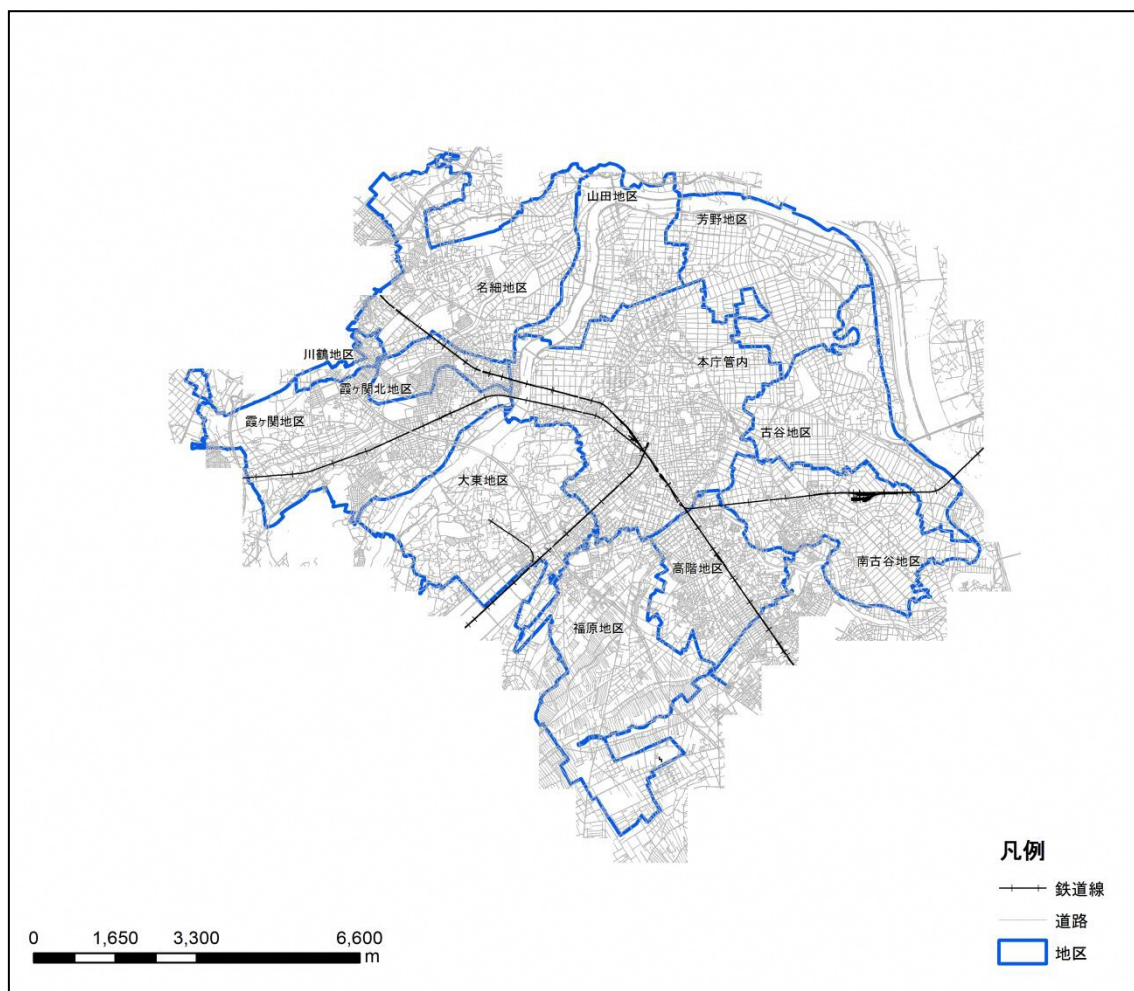 山田地区
芳野地区
名細地区
川鶴地区
本庁管内
霞ヶ関北地区
霞ヶ関地区
古谷地区
大東地区
南古谷地区
高階地区
福原地区
凡例
鉄道線
道路
地区
0 1,650 3,300 6,600
m